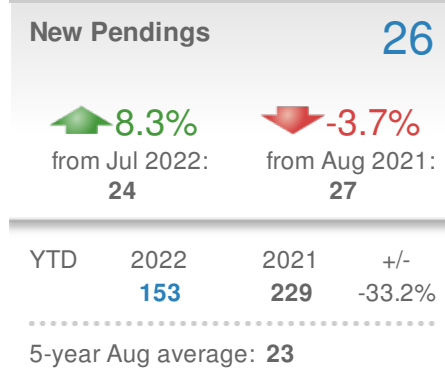 New Pendings 26
8.3% -3.7%
from Jul 2022: from Aug 2021:
24 27
YTD 2022 2021 +/-
153 229 -33.2%
5-year Aug average: 23